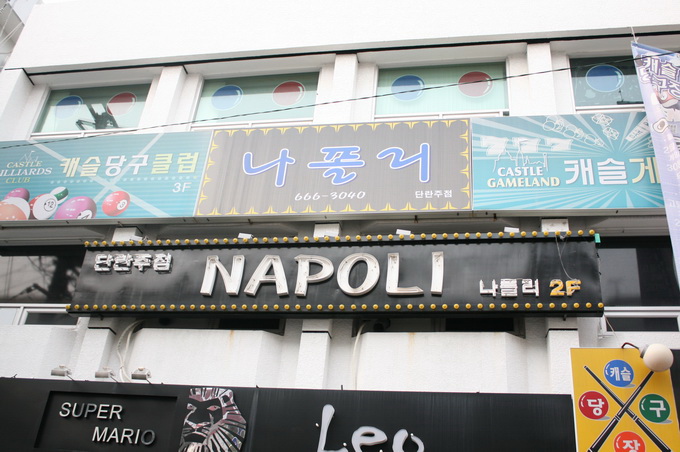 CASTLE
BILLIARDS
CLUB
캐슬당구클럽
3F
나폴리
666-3040
단란주점
CASTLE
GAMELAND
캐슬게
단란주점
NAPOLI
나폴리 2F
SUPER
MARIO
Leo
캐슬
당
구
장